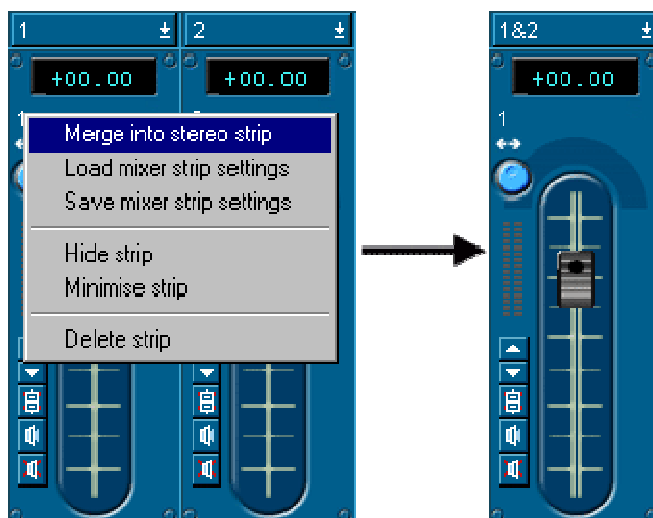 1
2
1&2
+00.00
+00.00
+00.00
1
1
Merge into stereo strip
Load mixer strip settings
Save mixer strip settings
Hide strip
Minimise strip
Delete strip